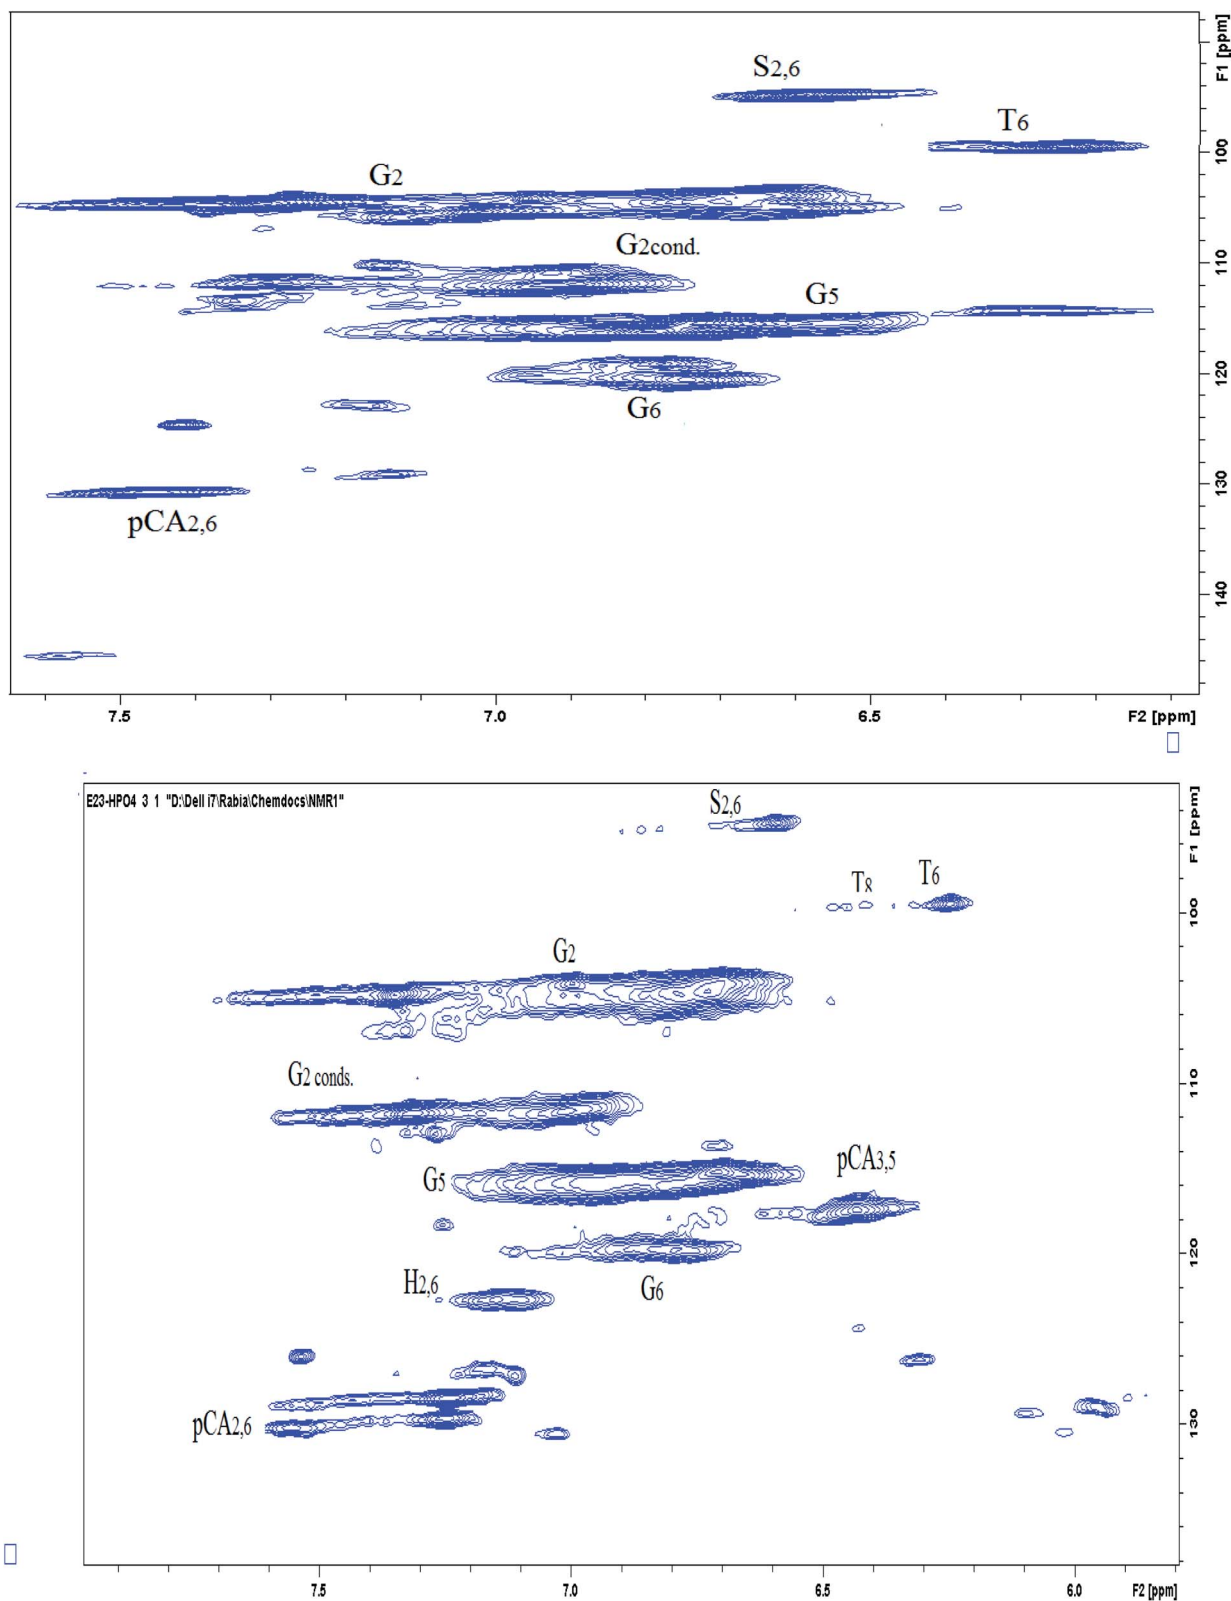 S2,6
F1 [ppm]
T6
100
G2
G2cond.
110
G5
120
G6
130
pCA2,6
140
7.5
7.0
6.5
F2 [ppm]
E23-HPO4 3 1 "D:\Dell i7\Rabia\Chemdocs\NMR1"
S2,6
F1 [ppm]
T8
T6
100
G2
G2 conds.
110
G5
pCA3,5
120
H2,6
G6
pCA2,6
130
7.5
7.0
6.5
6.0
F2 [ppm]